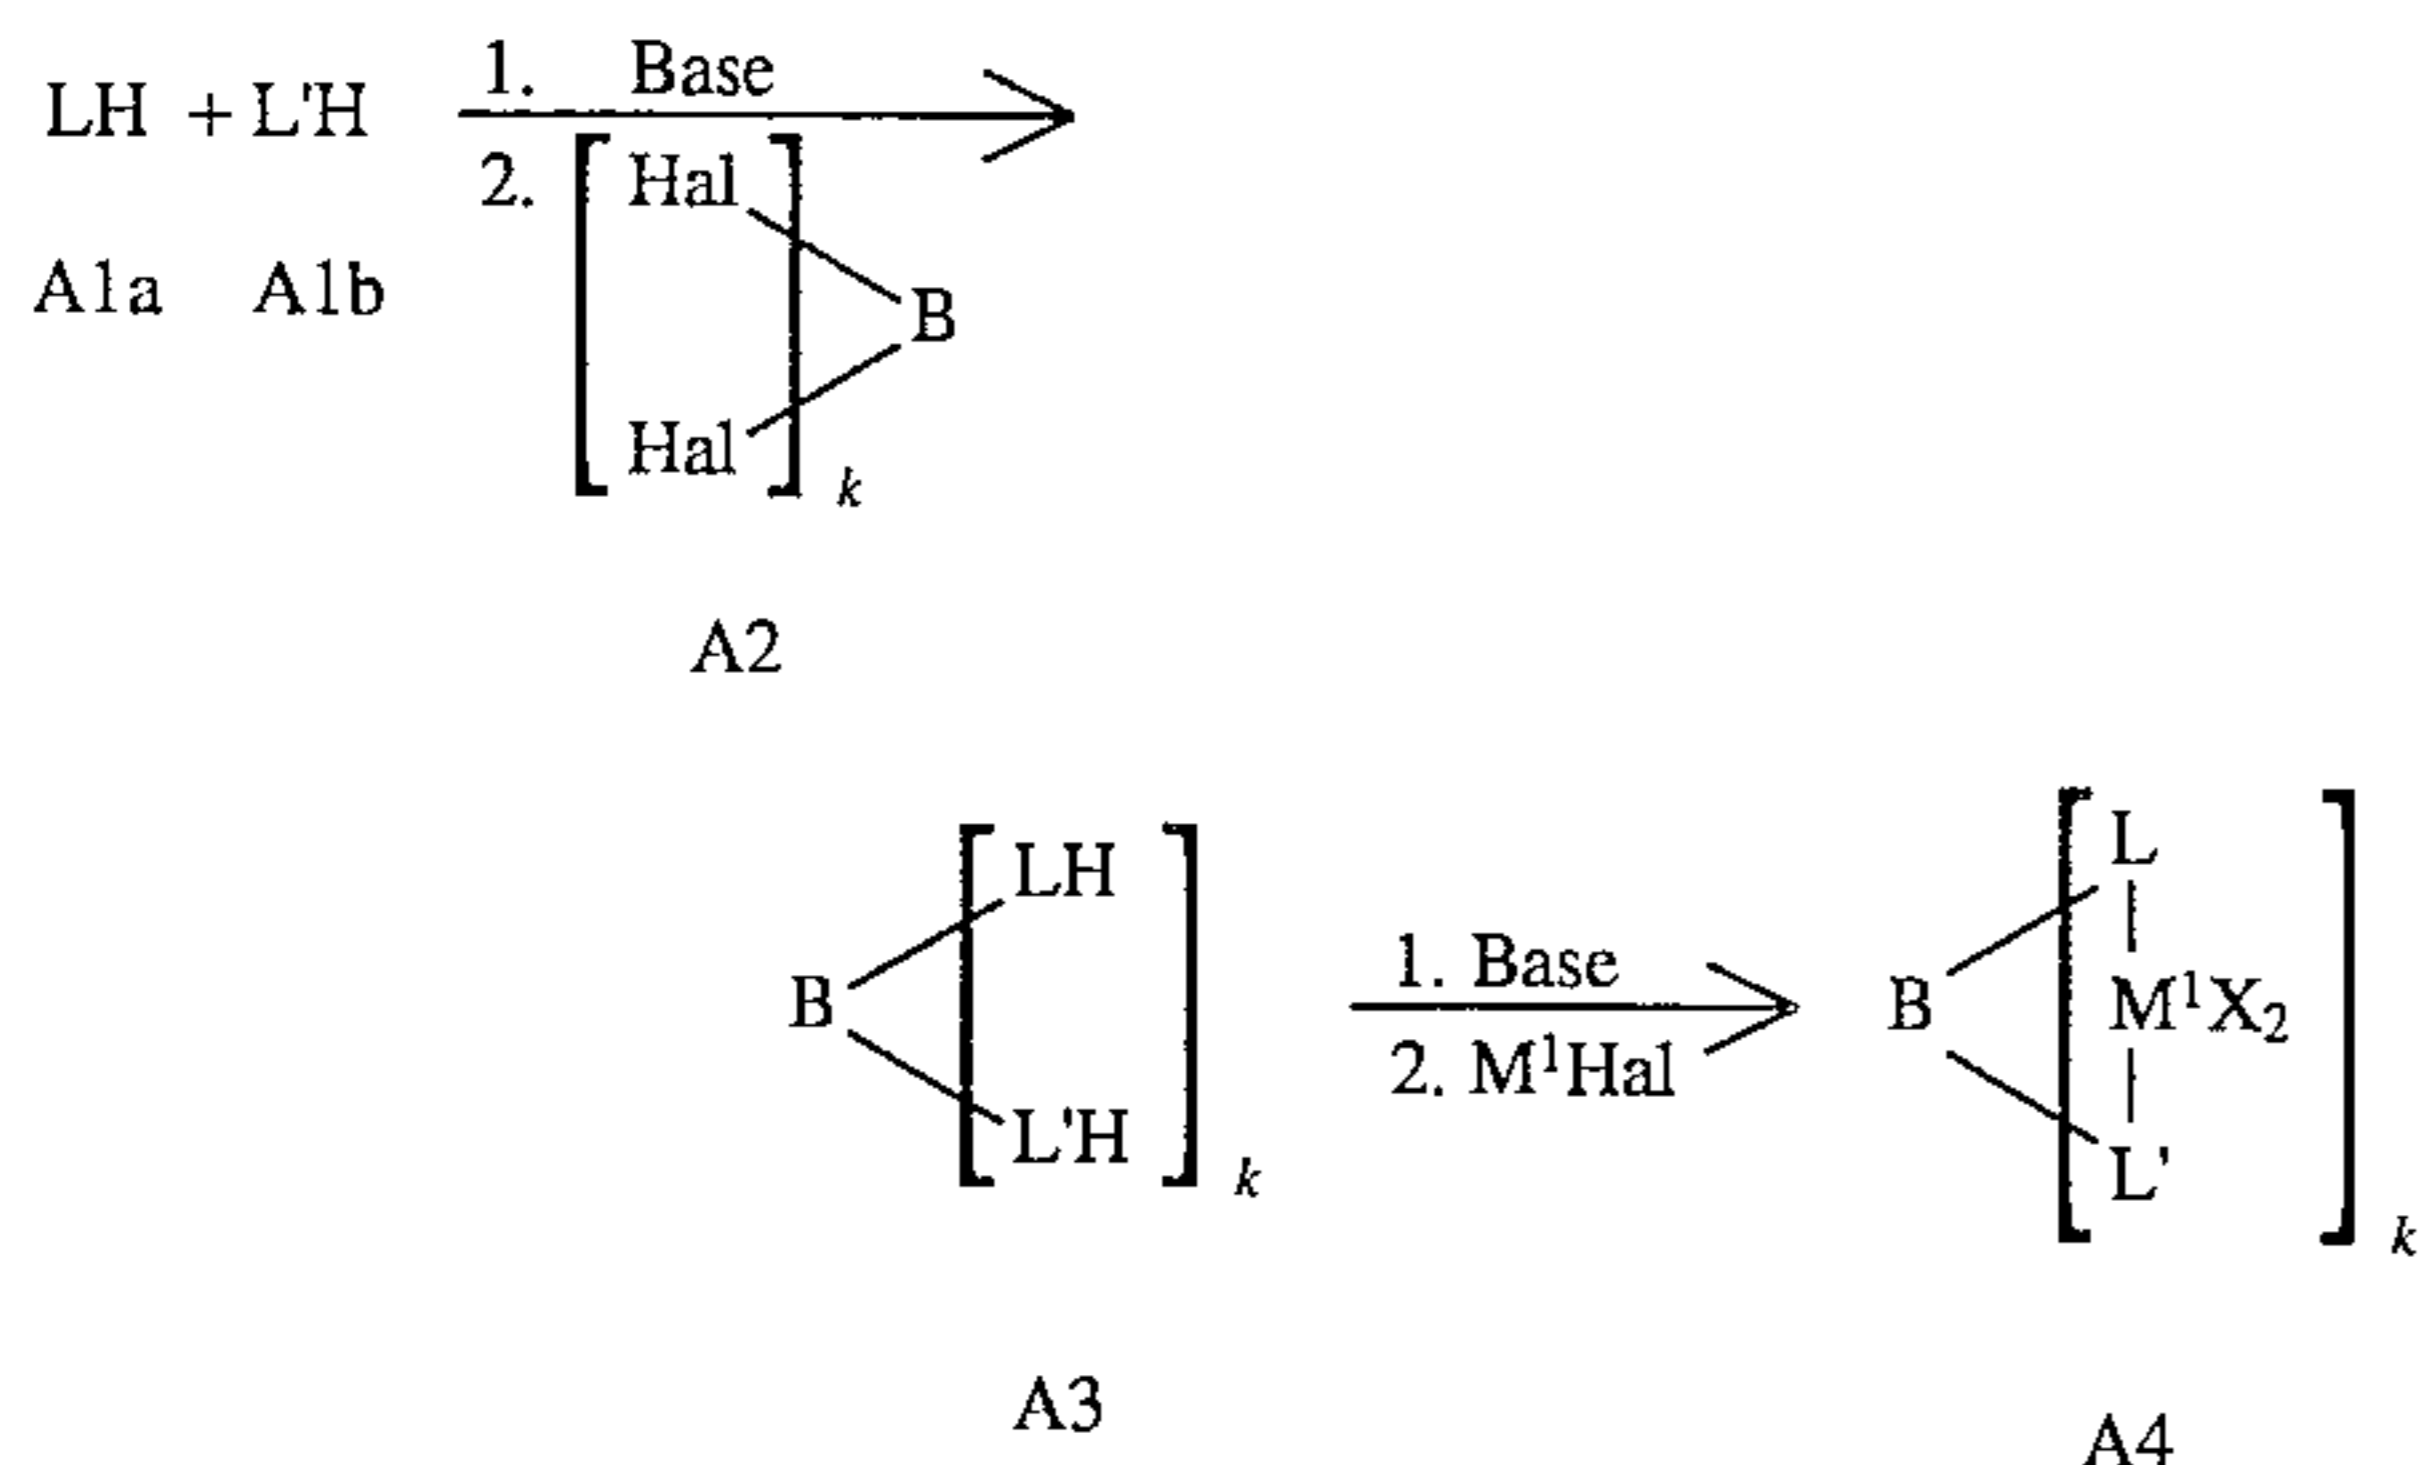 LH + L'H
1. Base
2. Hal
B
Hal
k
A1a A1b
A2
B
LH
L'H
k
1. Base
2. M¹Hal
B
L
M¹X₂
L'
k
A3
A4